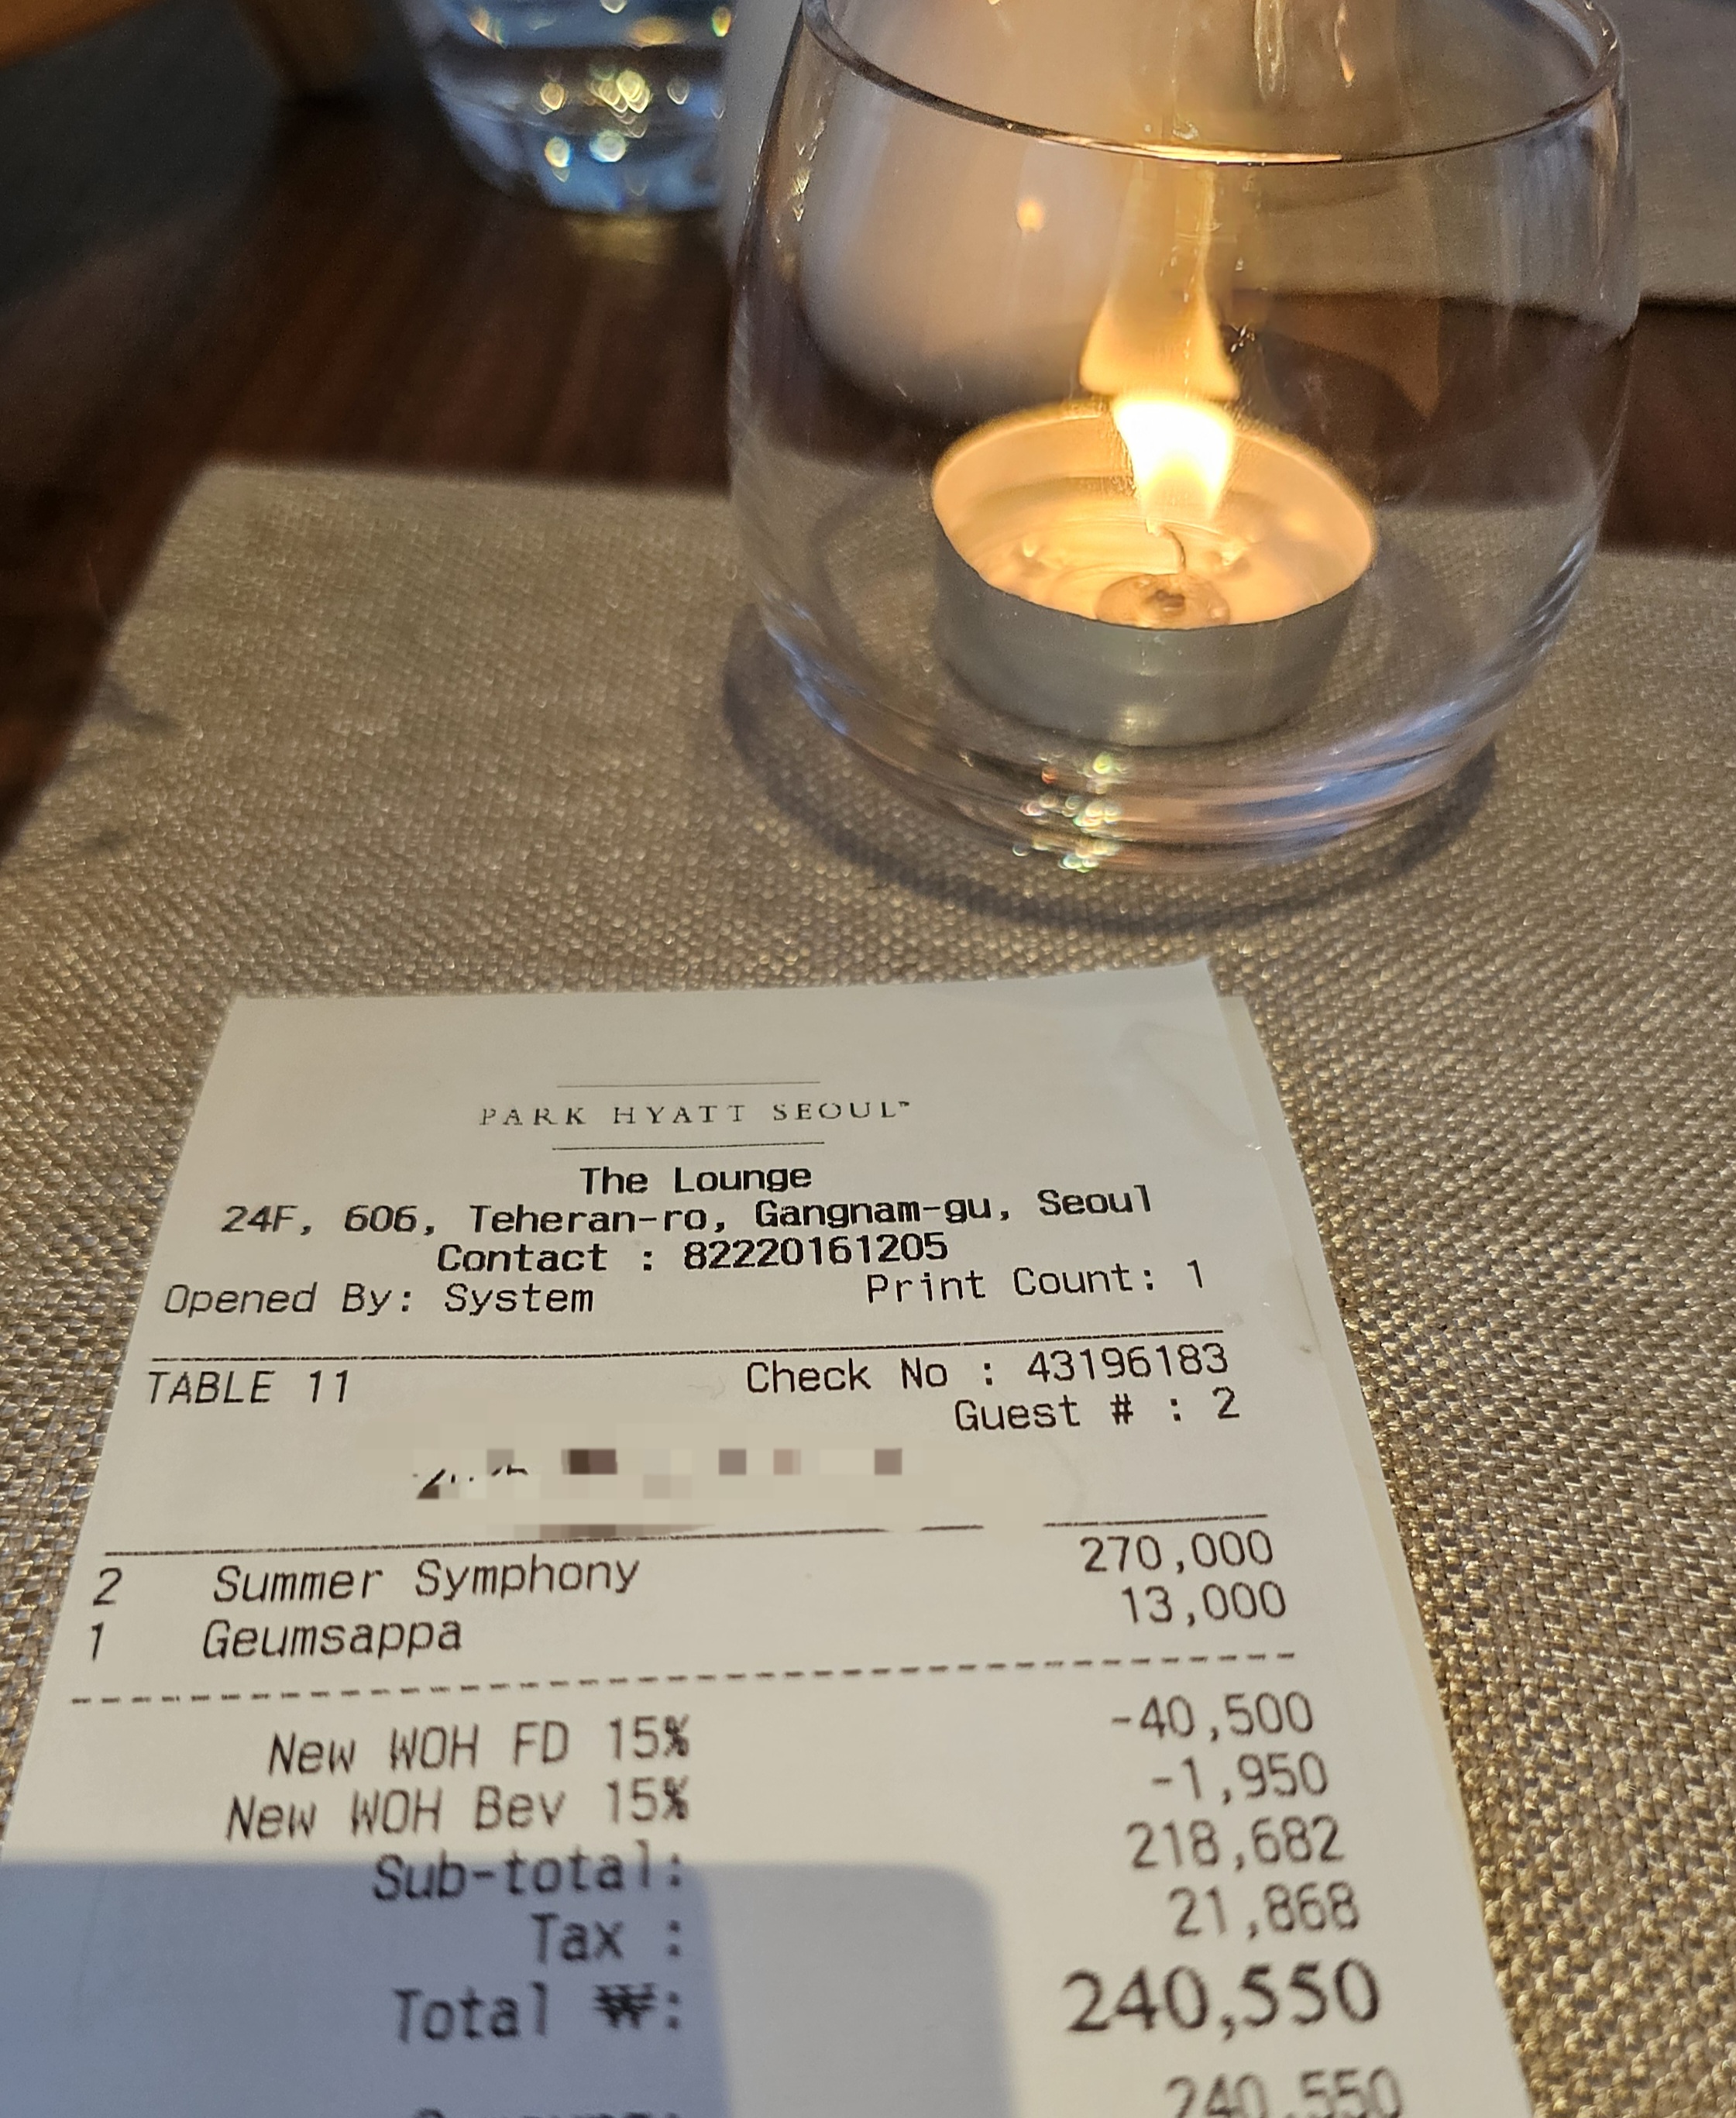 PARK HYATT SEOUL™
The Lounge
24F, 606, Teheran-ro, Gangnam-gu, Seoul
Contact : 82220161205
Opened By: System Print Count: 1
TABLE 11 Check No : 43196183
Guest # : 2
2 Summer Symphony 270,000
1 Geumsappa 13,000
New WOH FD 15% -40,500
New WOH Bev 15% -1,950
Sub-total: 218,682
Tax : 21,868
Total ₩: 240,550
240,550